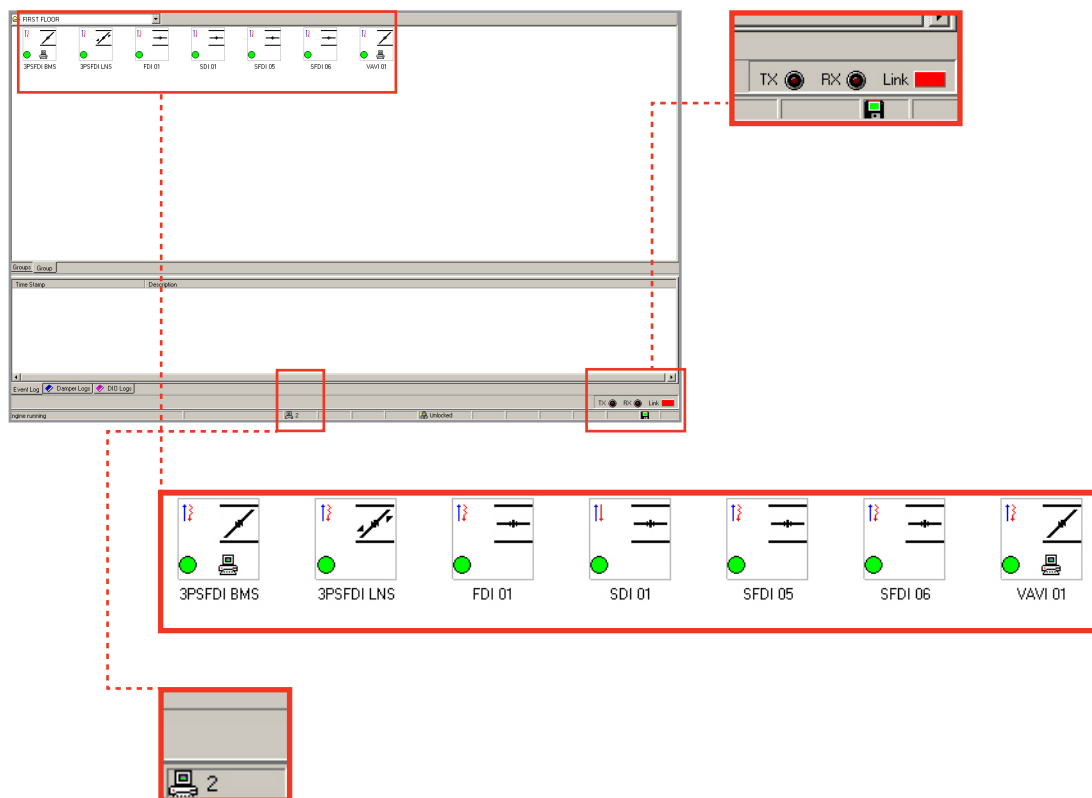 FIRST FLOOR
3PSFDI BMS 3PSFDI LNS FDI 01 SDI 01 SFDI 05 SFDI 06 VAVI 01
TX RX Link
Groups Group
Time Stamp Description
Event Log Damper Logs DIO Logs
TX RX Link
ngine running 2 Unlocked
3PSFDI BMS 3PSFDI LNS FDI 01 SDI 01 SFDI 05 SFDI 06 VAVI 01
2